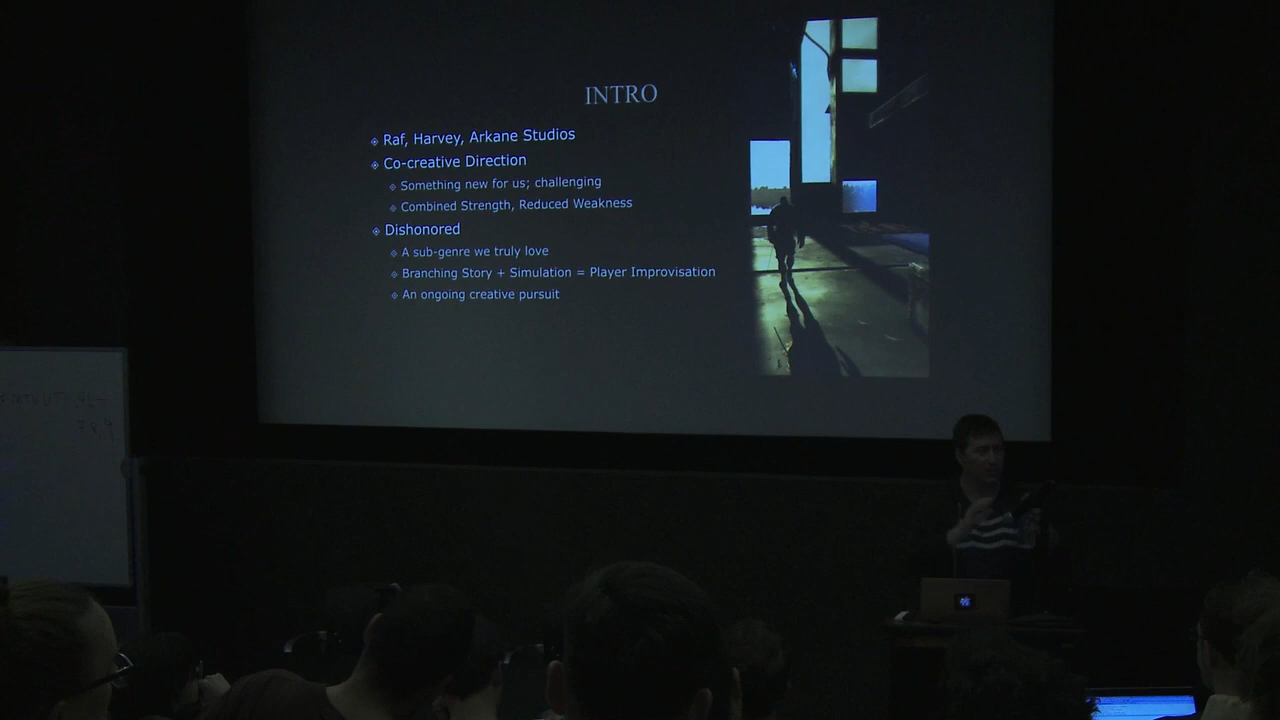 INTRO
Raf, Harvey, Arkane Studios
Co-creative Direction
Something new for us; challenging
Combined Strength, Reduced Weakness
Dishonored
A sub-genre we truly love
Branching Story + Simulation = Player Improvisation
An ongoing creative pursuit